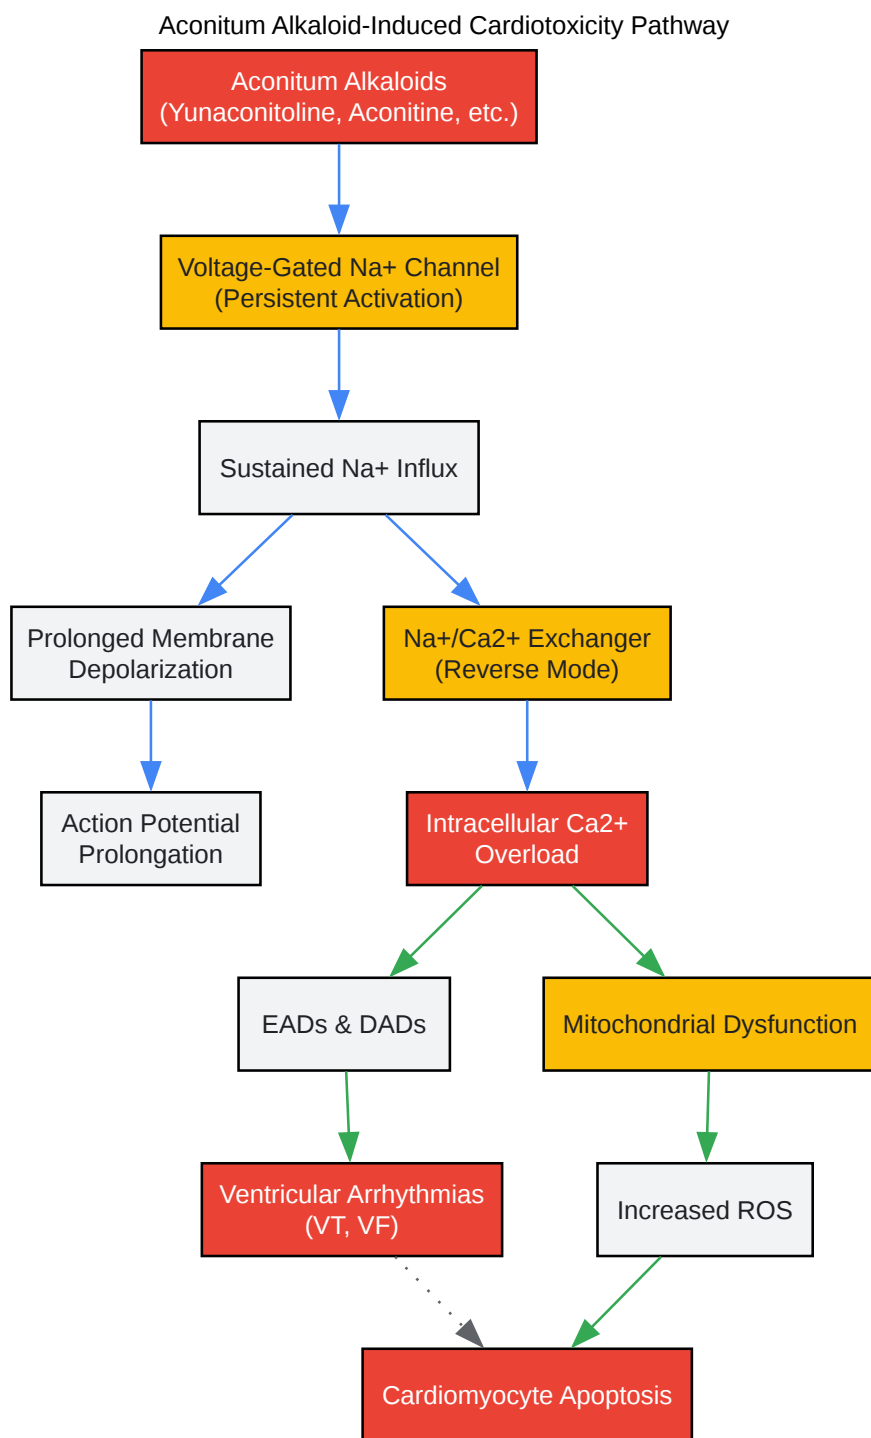 Aconitum Alkaloid-Induced Cardiotoxicity Pathway
Aconitum Alkaloids
(Yunaconitoline, Aconitine, etc.)
Voltage-Gated Na+ Channel
(Persistent Activation)
Sustained Na+ Influx
Prolonged Membrane
Depolarization
Na+/Ca2+ Exchanger
(Reverse Mode)
Action Potential
Prolongation
Intracellular Ca2+
Overload
EADs & DADs
Mitochondrial Dysfunction
Ventricular Arrhythmias
(VT, VF)
Increased ROS
Cardiomyocyte Apoptosis